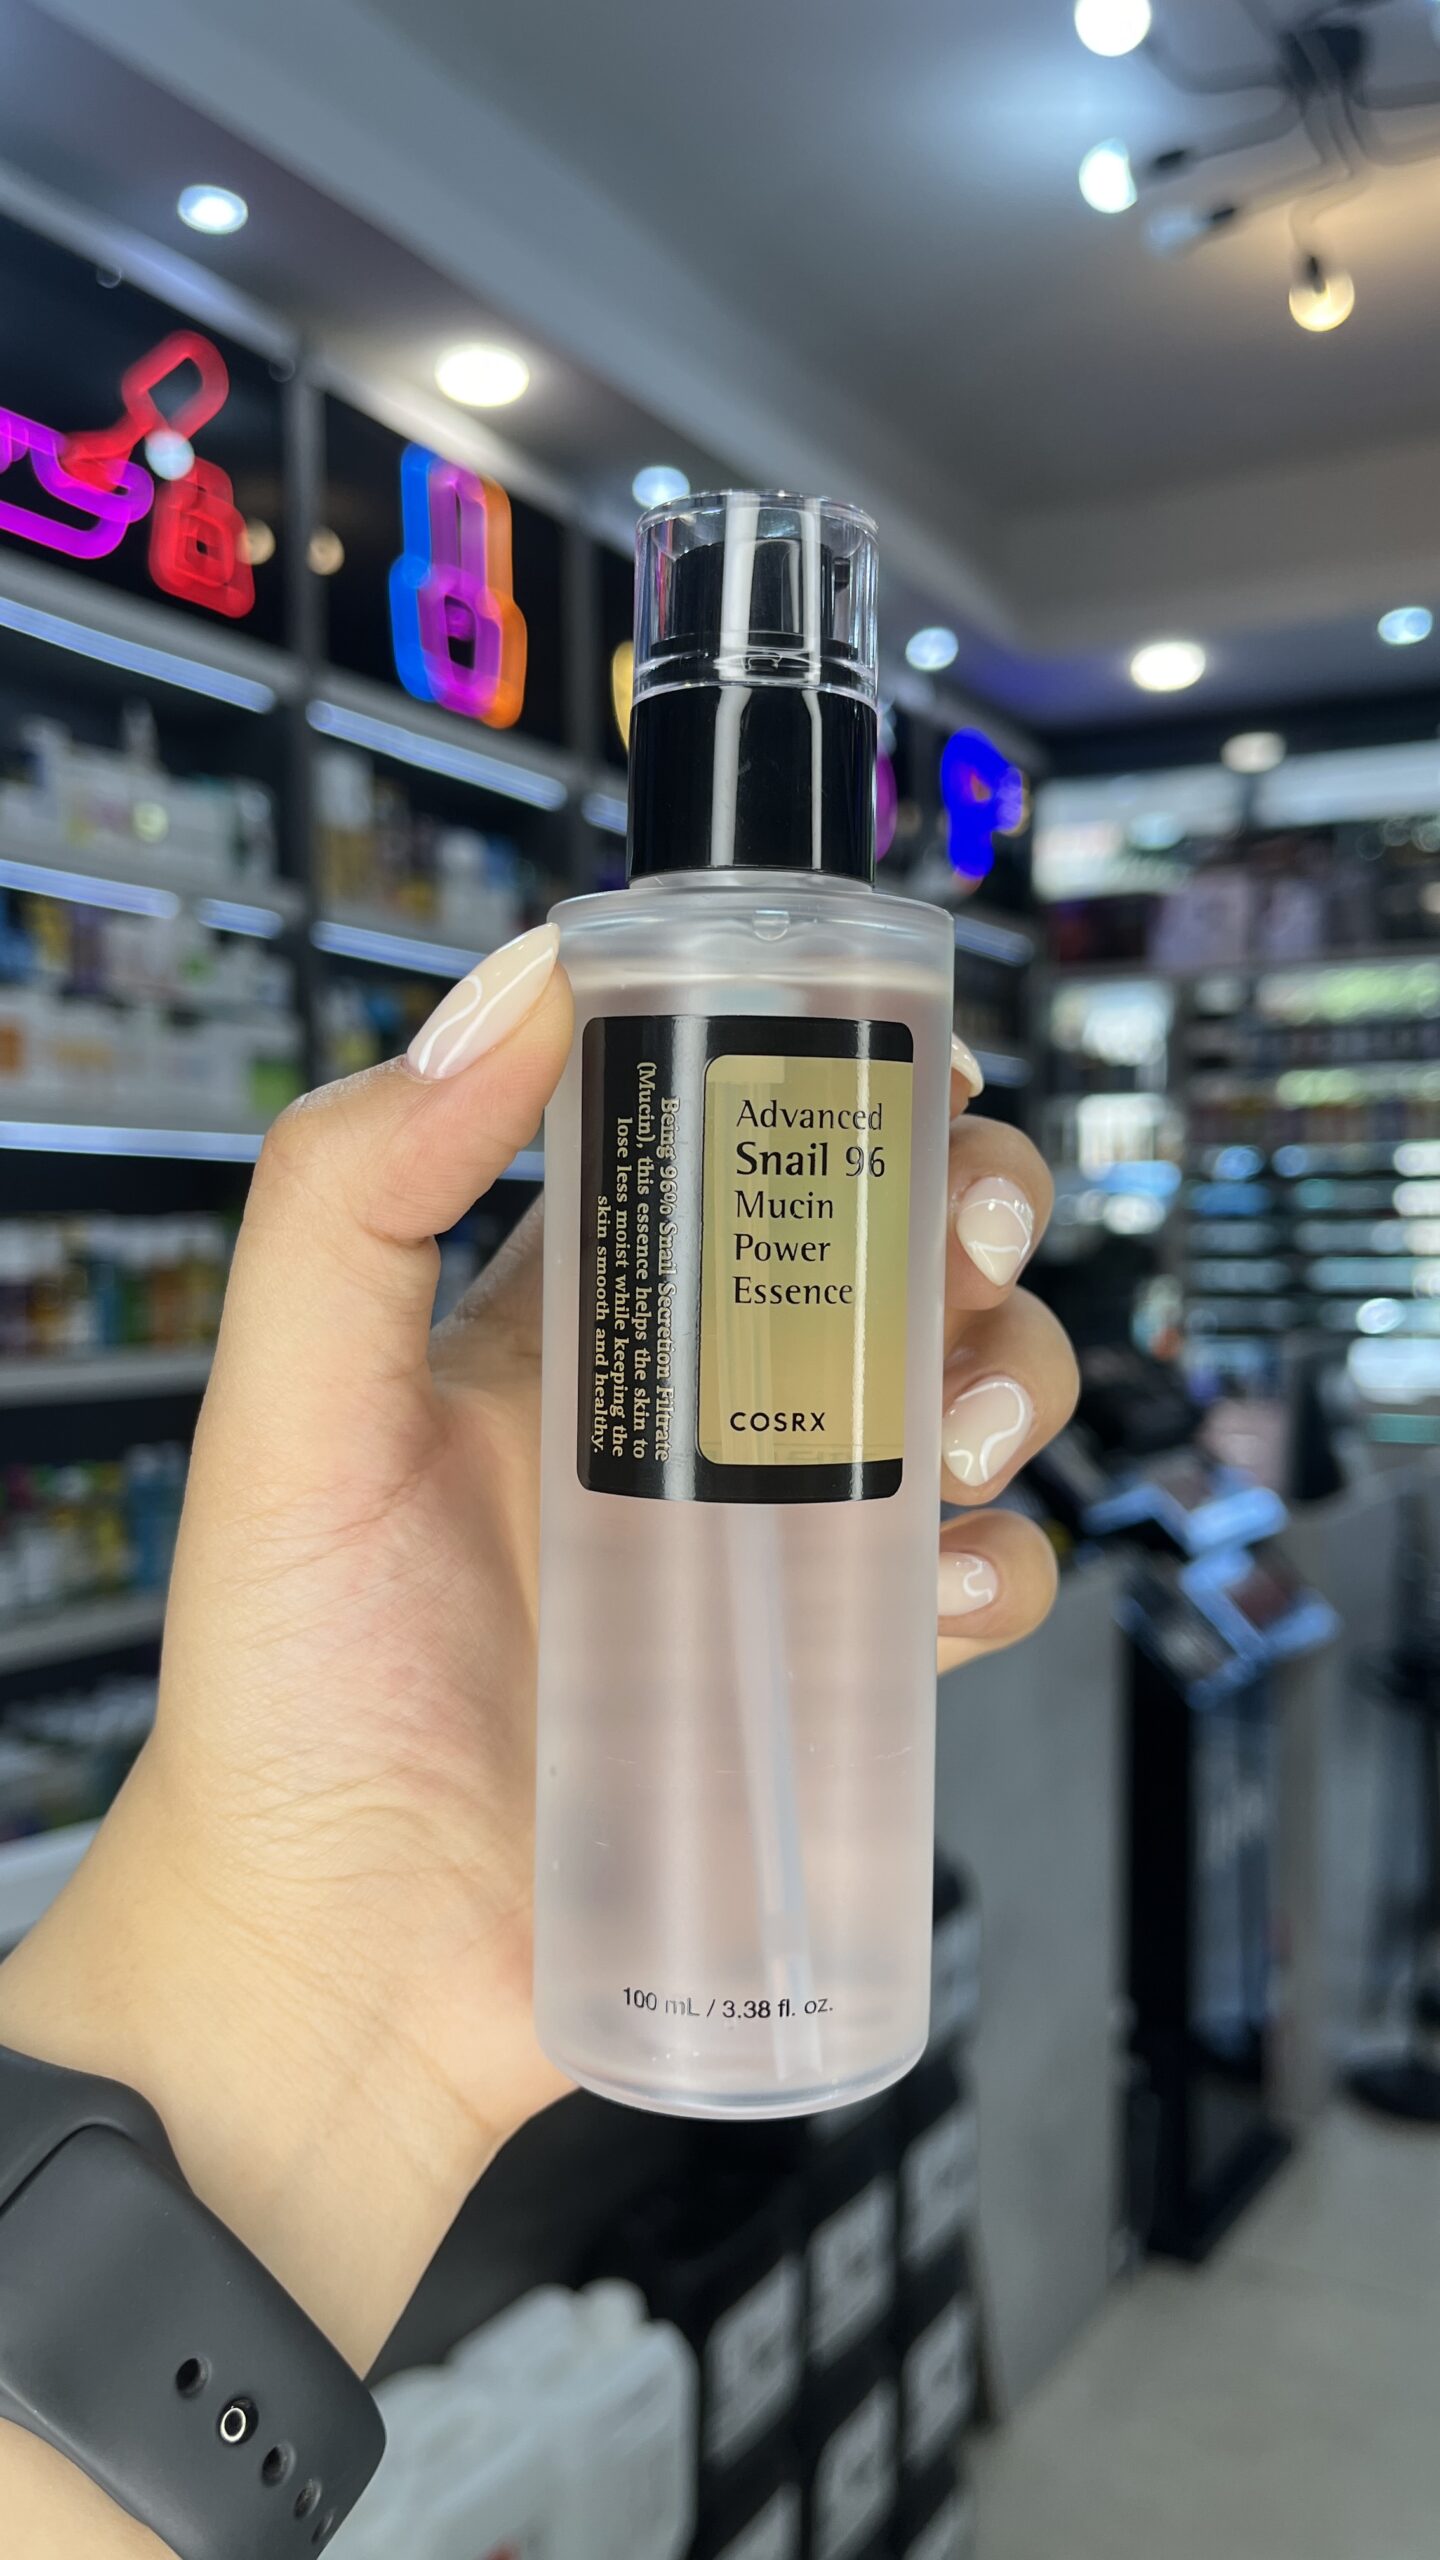 Advanced
Snail 96
Mucin
Power
Essence
COSRX
Being 96% Snail Secretion Filtrate
(Mucin), this essence helps the skin to
lose less moist while keeping the
skin smooth and healthy.
100 mL / 3.38 fl. oz.